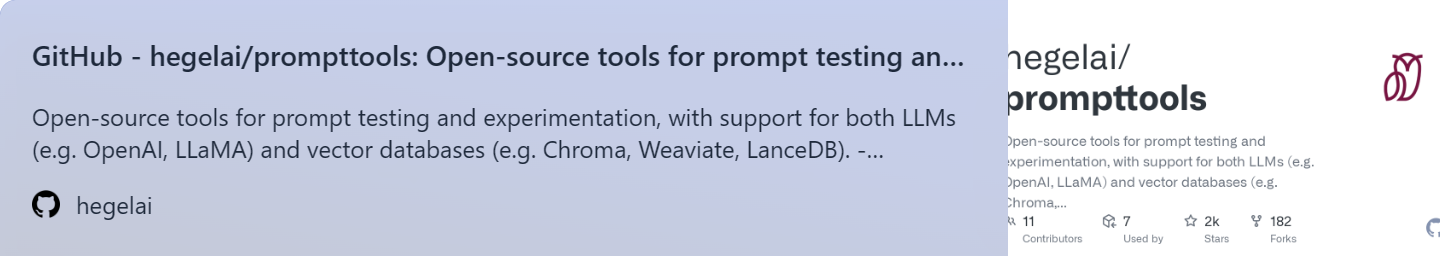 GitHub - hegelai/prompttools: Open-source tools for prompt testing an...
Open-source tools for prompt testing and experimentation, with support for both LLMs
(e.g. OpenAI, LLaMA) and vector databases (e.g. Chroma, Weaviate, LanceDB). -...
hegelai
hegelai/
prompttools
Open-source tools for prompt testing and
experimentation, with support for both LLMs (e.g.
OpenAI, LLaMA) and vector databases (e.g.
Chroma,...
11 7 2k 182
Contributors Used by Stars Forks